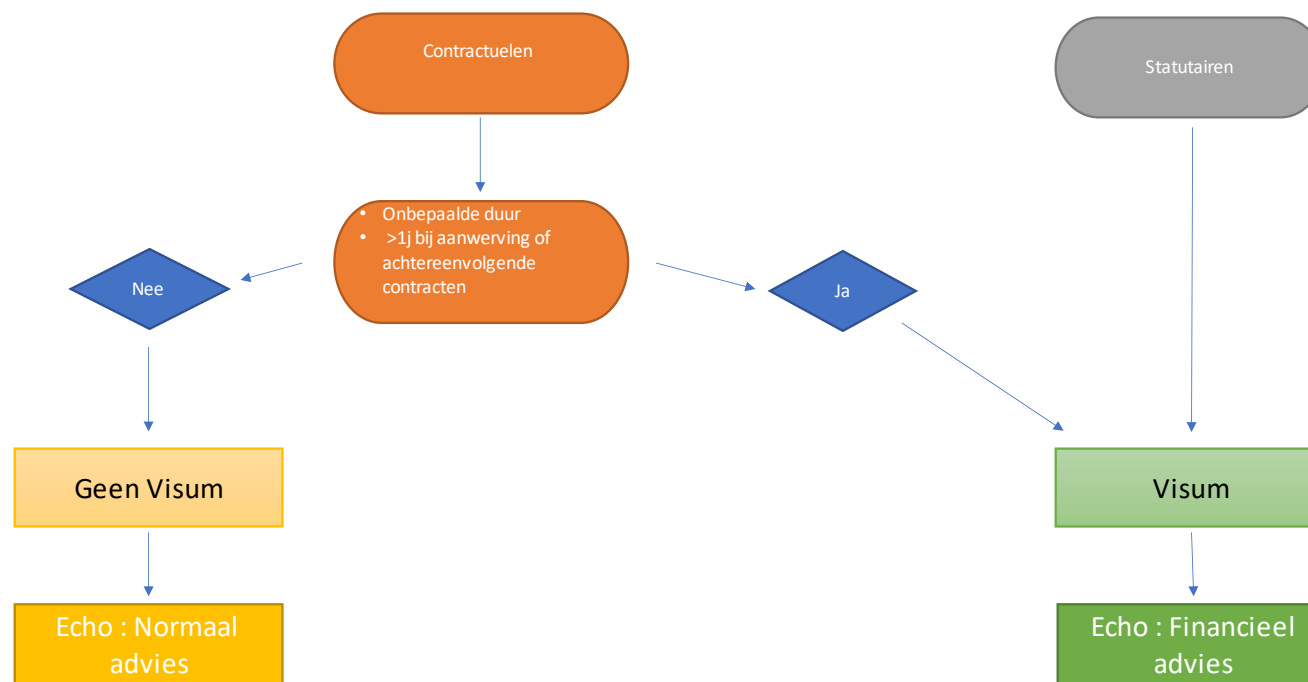 Contractuelen
Statutairen
• Onbepaalde duur
• >1j bij aanwerving of
achtereenvolgende
contracten
Nee
Ja
Geen Visum
Visum
Echo : Normaal
advies
Echo : Financieel
advies